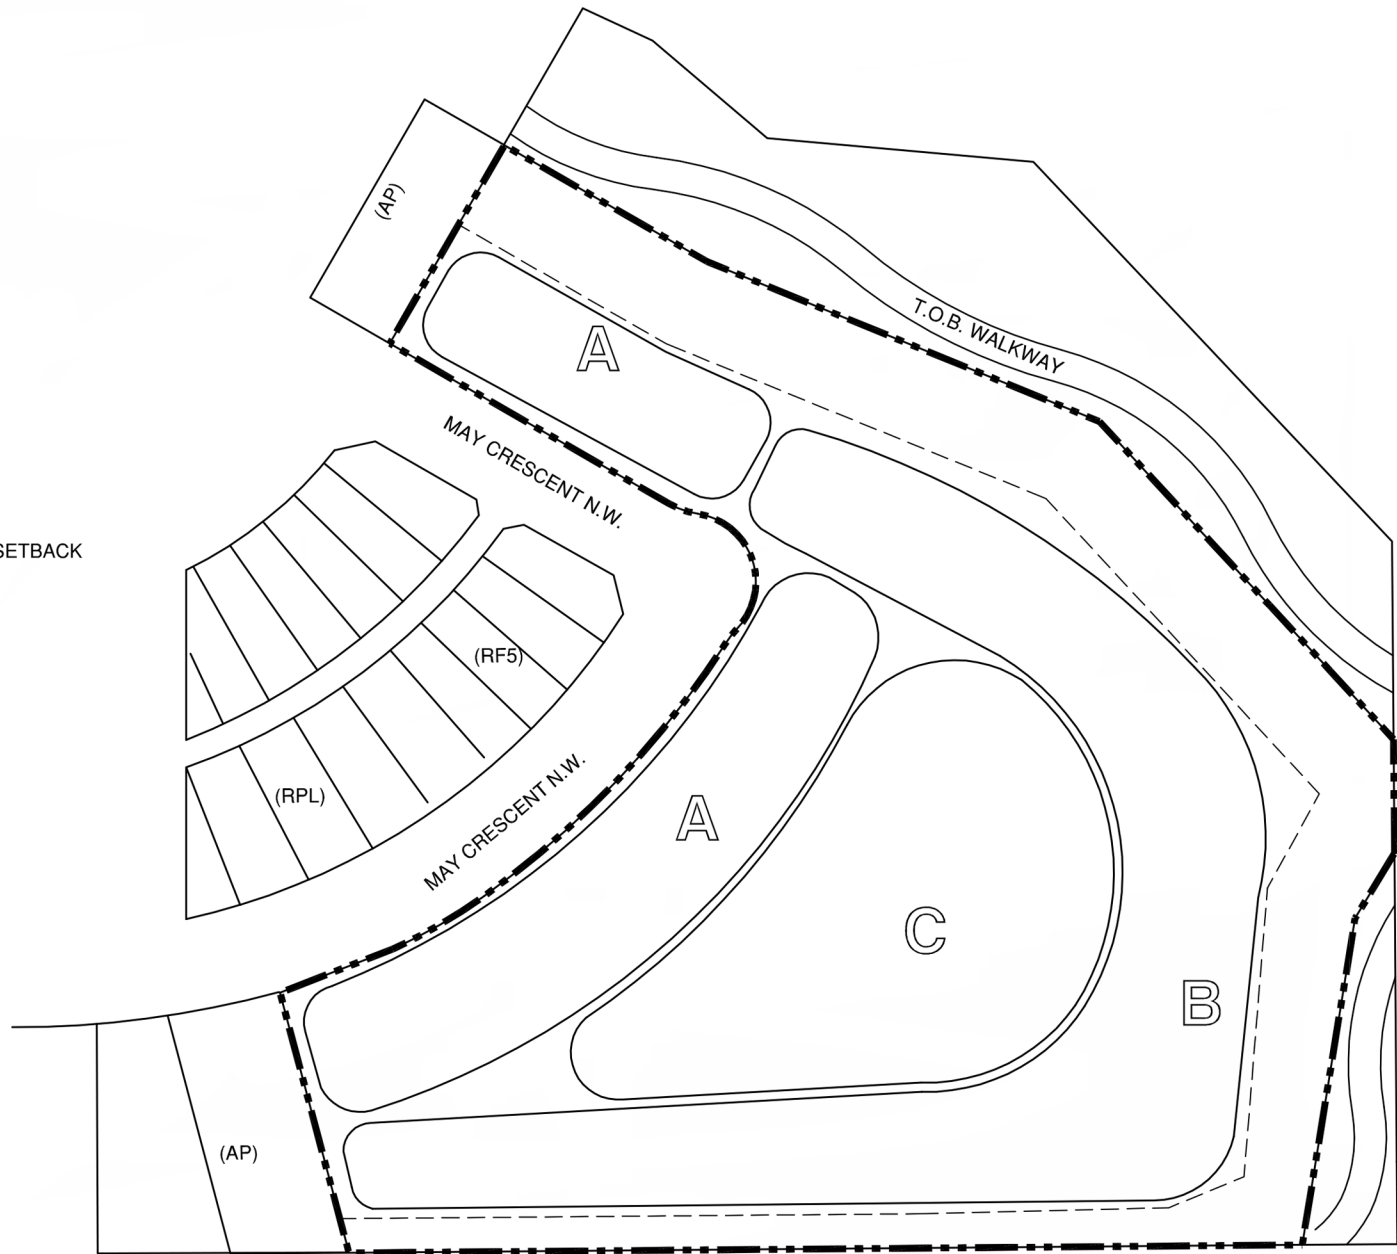 (AP)
T.O.B. WALKWAY
A
MAY CRESCENT N.W.
SETBACK
(RF5)
(RPL)
MAY CRESCENT N.W.
A
C
B
(AP)